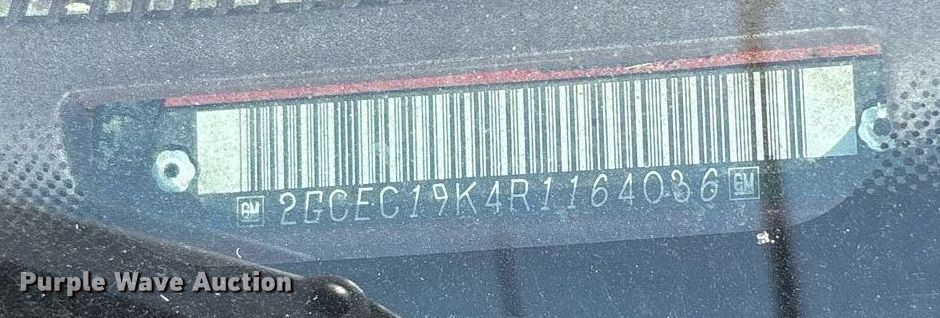 GM 2GCEC19K4R1164036 GM
Purple Wave Auction